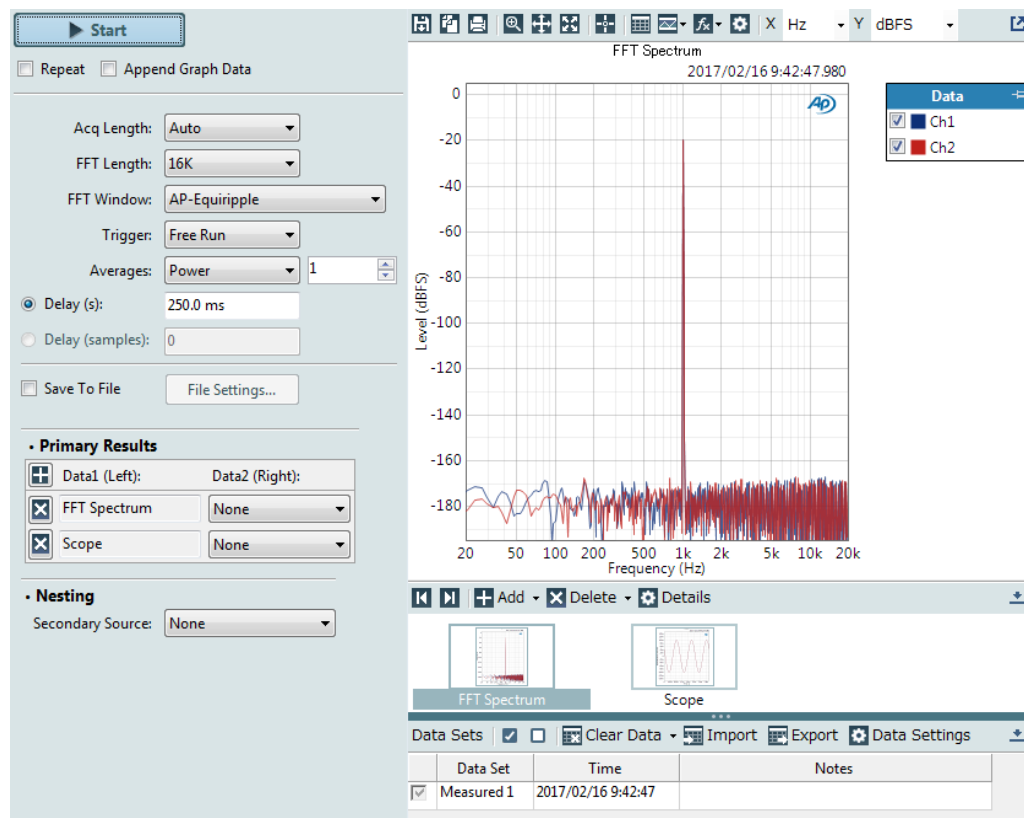 Start
Repeat Append Graph Data
Acq Length: Auto
FFT Length: 16K
FFT Window: AP-Equiripple
Trigger: Free Run
Averages: Power 1
Delay (s): 250.0 ms
Delay (samples): 0
Save To File File Settings...
• Primary Results
Data1 (Left): Data2 (Right):
FFT Spectrum None
Scope None
• Nesting
Secondary Source: None
X Hz Y dBFS
FFT Spectrum
2017/02/16 9:42:47.980
AP
Level (dBFS)
0
-20
-40
-60
-80
-100
-120
-140
-160
-180
20 50 100 200 500 1k 2k 5k 10k 20k
Frequency (Hz)
Data
Ch1
Ch2
Add Delete Details
FFT Spectrum Scope
Data Sets Clear Data Import Export Data Settings
Data Set Time Notes
Measured 1 2017/02/16 9:42:47